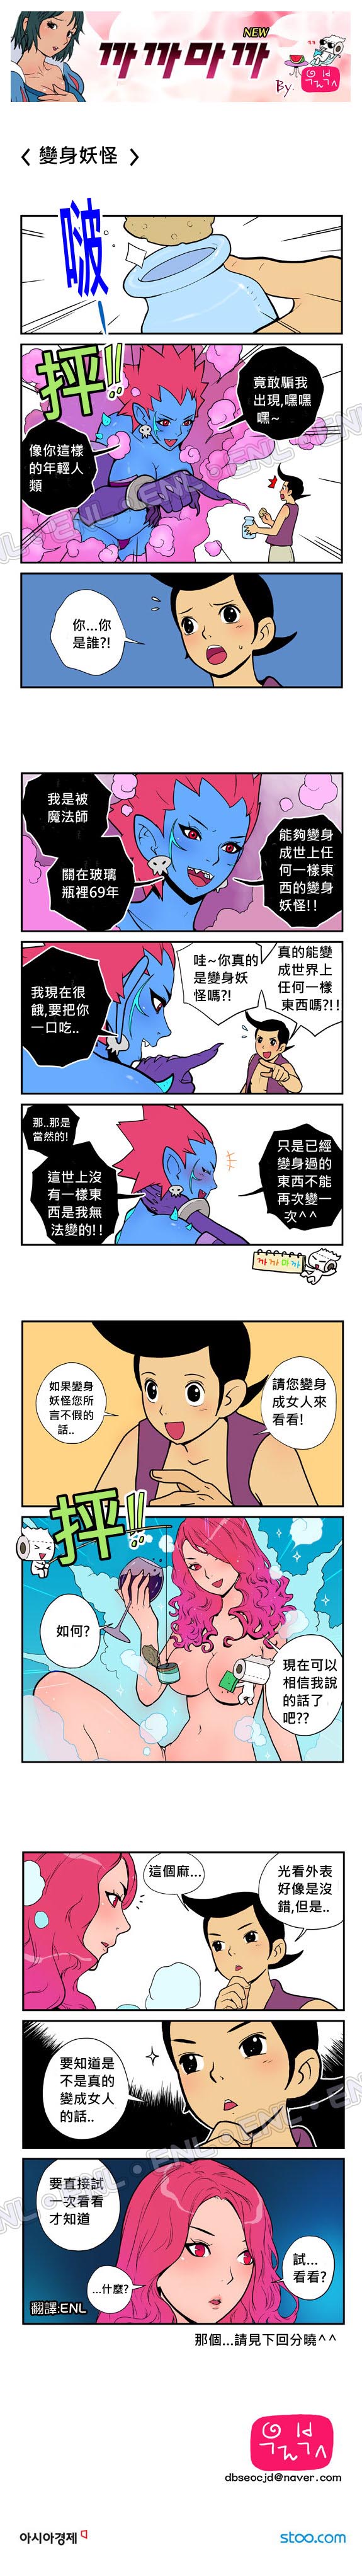 NEW
까까마까
By.
< 變身妖怪 >
啵
抨!!
竟敢騙我
出現,嘿嘿
嘿~
像你這樣
的年輕人
類
你...你
是誰?!
我是被
魔法師
關在玻璃
瓶裡69年
能夠變身
成世上任
何一樣東
西的變身
妖怪!!
我現在很
餓,要把你
一口吃..
哇~你真的
是變身妖
怪嗎?!
真的能變
成世界上
任何一樣
東西嗎?!!
那..那是
當然的!
這世上沒
有一樣東
西是我無
法變的!!
只是已經
變身過的
東西不能
再次變一
次^^
까까마까
如果變身
妖怪您所
言不假的
話..
請您變身
成女人來
看看!
抨!!
如何?
現在可以
相信我說
的話了
吧??
這個麻...
光看外表
好像是沒
錯,但是..
要知道是
不是真的
變成女人
的話..
要直接試
一次看看
才知道
...什麼?
試...
看看?
翻譯:ENL
那個...請見下回分曉^^
dbseocjd@naver.com
아시아경제
stoo.com